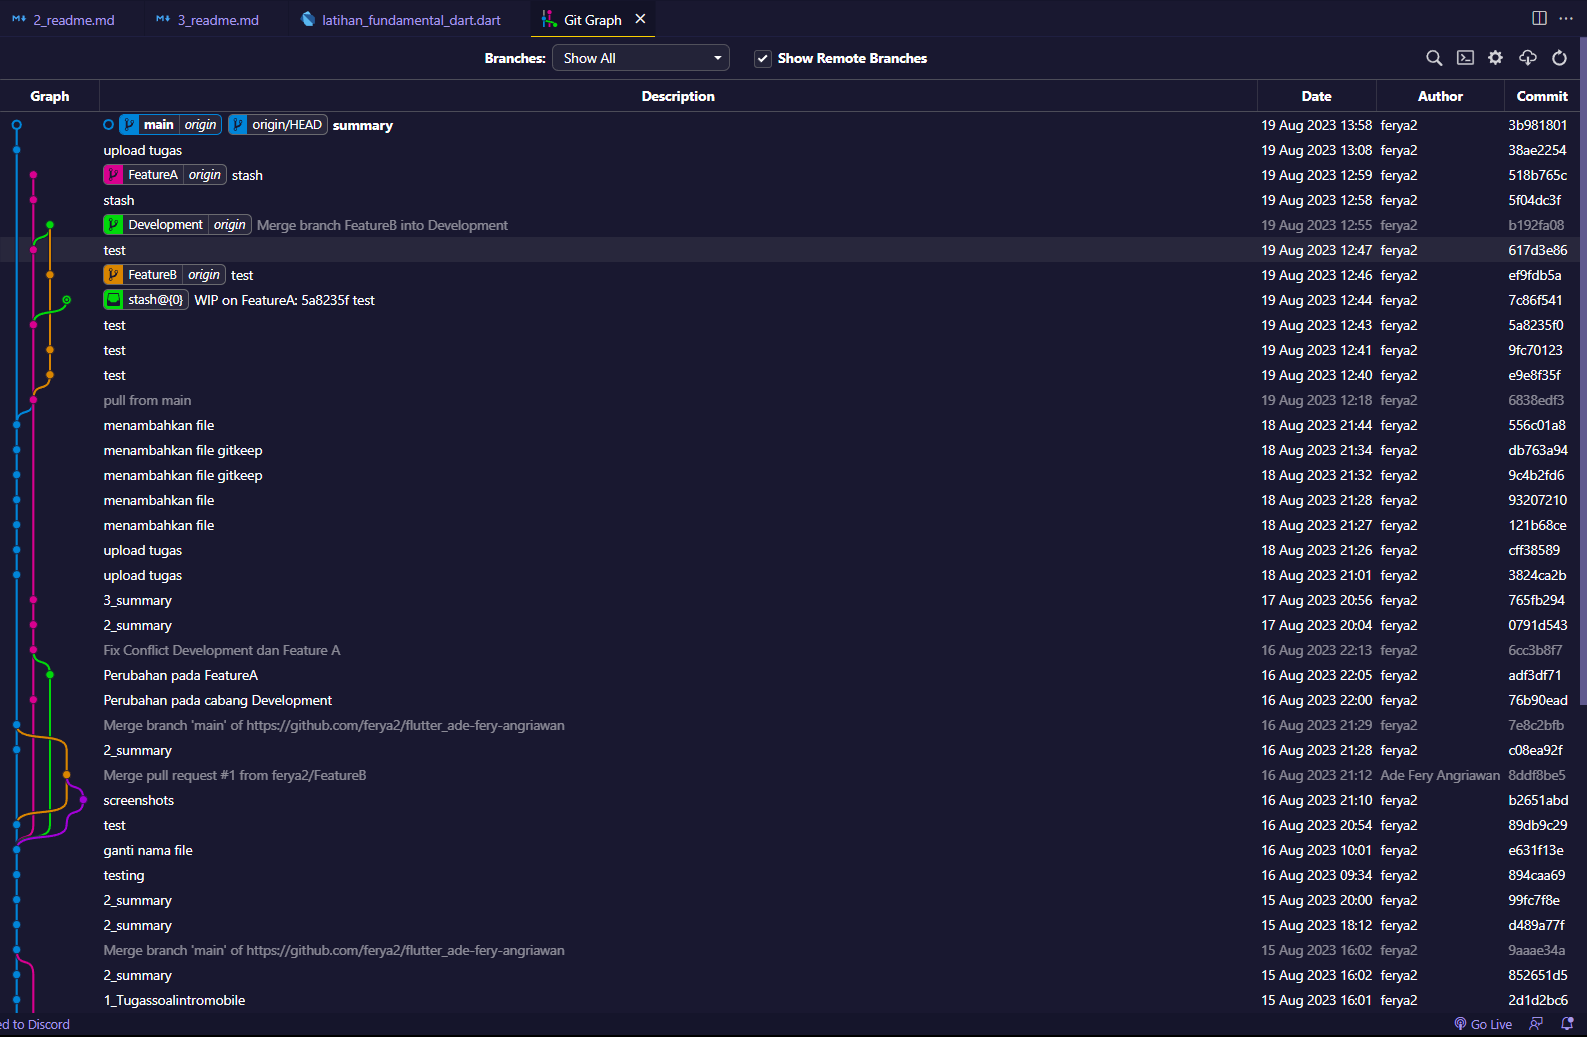 2_readme.md 3_readme.md latihan_fundamental_dart.dart Git Graph
Branches: Show All Show Remote Branches
Graph Description Date Author Commit
main origin origin/HEAD summary 19 Aug 2023 13:58 ferya2 3b981801
upload tugas 19 Aug 2023 13:08 ferya2 38ae2254
FeatureA origin stash 19 Aug 2023 12:59 ferya2 518b765c
stash 19 Aug 2023 12:58 ferya2 5f04dc3f
Development origin Merge branch FeatureB into Development 19 Aug 2023 12:55 ferya2 b192fa08
test 19 Aug 2023 12:47 ferya2 617d3e86
FeatureB origin test 19 Aug 2023 12:46 ferya2 ef9fdb5a
stash@{0} WIP on FeatureA: 5a8235f test 19 Aug 2023 12:44 ferya2 7c86f541
test 19 Aug 2023 12:43 ferya2 5a8235f0
test 19 Aug 2023 12:41 ferya2 9fc70123
test 19 Aug 2023 12:40 ferya2 e9e8f35f
pull from main 19 Aug 2023 12:18 ferya2 6838edf3
menambahkan file 18 Aug 2023 21:44 ferya2 556c01a8
menambahkan file gitkeep 18 Aug 2023 21:34 ferya2 db763a94
menambahkan file gitkeep 18 Aug 2023 21:32 ferya2 9c4b2fd6
menambahkan file 18 Aug 2023 21:28 ferya2 93207210
menambahkan file 18 Aug 2023 21:27 ferya2 121b68ce
upload tugas 18 Aug 2023 21:26 ferya2 cff38589
upload tugas 18 Aug 2023 21:01 ferya2 3824ca2b
3_summary 17 Aug 2023 20:56 ferya2 765fb294
2_summary 17 Aug 2023 20:04 ferya2 0791d543
Fix Conflict Development dan Feature A 16 Aug 2023 22:13 ferya2 6cc3b8f7
Perubahan pada FeatureA 16 Aug 2023 22:05 ferya2 adf3df71
Perubahan pada cabang Development 16 Aug 2023 22:00 ferya2 76b90ead
Merge branch 'main' of https://github.com/ferya2/flutter_ade-fery-angriawan 16 Aug 2023 21:29 ferya2 7e8c2bfb
2_summary 16 Aug 2023 21:28 ferya2 c08ea92f
Merge pull request #1 from ferya2/FeatureB 16 Aug 2023 21:12 Ade Fery Angriawan 8ddf8be5
screenshots 16 Aug 2023 21:10 ferya2 b2651abd
test 16 Aug 2023 20:54 ferya2 89db9c29
ganti nama file 16 Aug 2023 10:01 ferya2 e631f13e
testing 16 Aug 2023 09:34 ferya2 894caa69
2_summary 15 Aug 2023 20:00 ferya2 99fc7f8e
2_summary 15 Aug 2023 18:12 ferya2 d489a77f
Merge branch 'main' of https://github.com/ferya2/flutter_ade-fery-angriawan 15 Aug 2023 16:02 ferya2 9aaae34a
2_summary 15 Aug 2023 16:02 ferya2 852651d5
1_Tugassoalintromobile 15 Aug 2023 16:01 ferya2 2d1d2bc6
ed to Discord Go Live